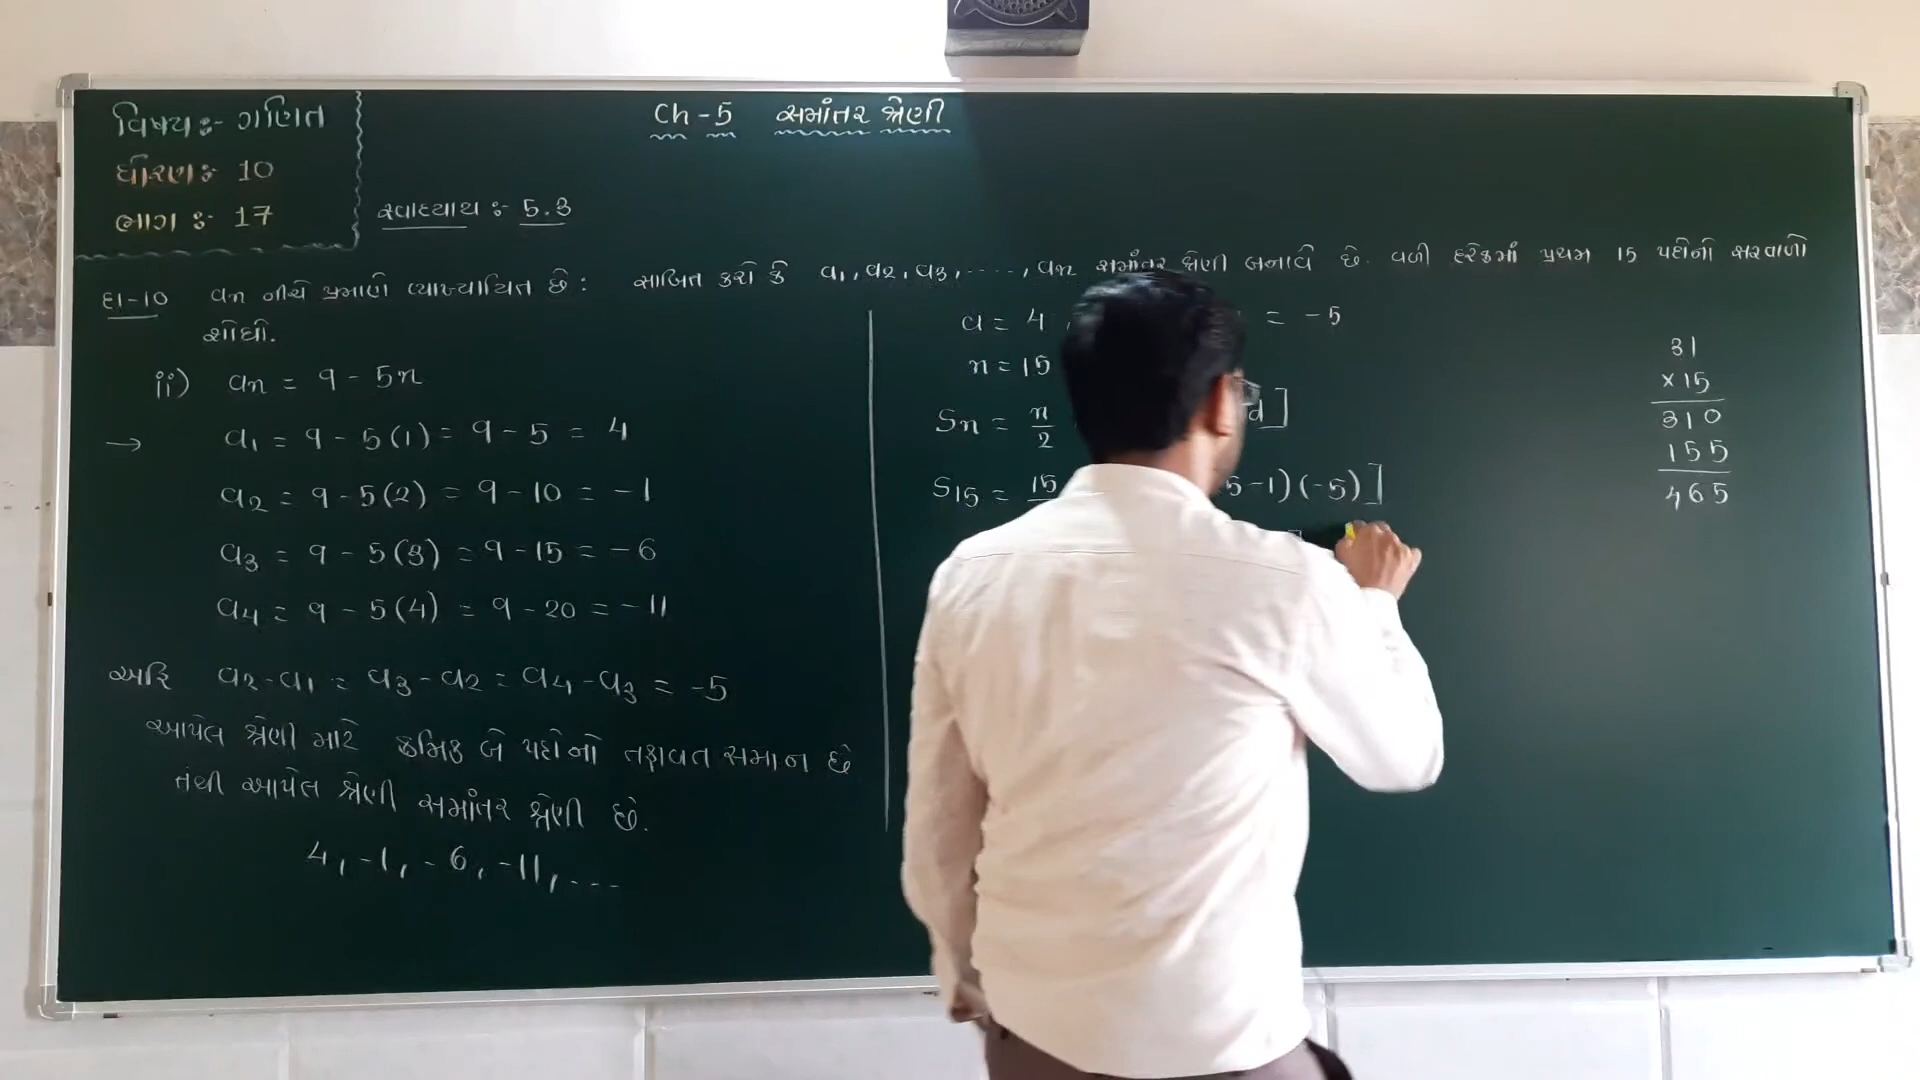 વિષય :- ગણિત
ધોરણ : 10
ભાગ :- 17
Ch - 5 સમાંતર શ્રેણી
સ્વાધ્યાય :- 5.3
દા-10 an નીચે પ્રમાણે વ્યાખ્યાયિત છે : સાબિત કરો કે a1, a2, a3, ...., an સમાંતર શ્રેણી બનાવે છે. વળી દરેકમાં પ્રથમ 15 પદોનો સરવાળો
શોધો.
ii) an = 9 - 5n
→ a1 = 9 - 5(1) = 9 - 5 = 4
a2 = 9 - 5(2) = 9 - 10 = -1
a3 = 9 - 5(3) = 9 - 15 = -6
a4 = 9 - 5(4) = 9 - 20 = -11
અહિ a2 - a1 = a3 - a2 = a4 - a3 = -5
આપેલ શ્રેણી માટે ક્રમિક બે પદોનો તફાવત સમાન છે
તેથી આપેલ શ્રેણી સમાંતર શ્રેણી છે.
4, -1, -6, -11, ...
a = 4, = -5
n = 15
Sn = n/2 d]
S15 = 15 5-1)(-5)]
31
×15
310
155
465